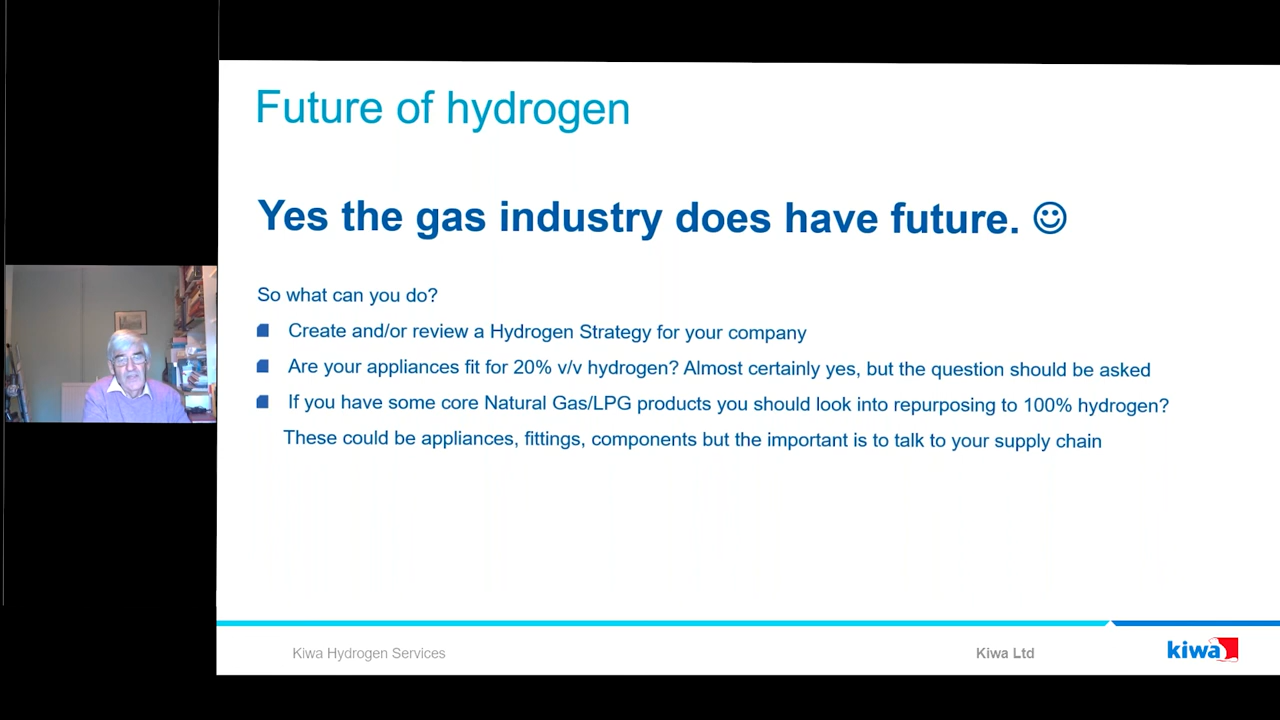 Future of hydrogen
Yes the gas industry does have future. ☺
So what can you do?
Create and/or review a Hydrogen Strategy for your company
Are your appliances fit for 20% v/v hydrogen? Almost certainly yes, but the question should be asked
If you have some core Natural Gas/LPG products you should look into repurposing to 100% hydrogen?
These could be appliances, fittings, components but the important is to talk to your supply chain
Kiwa Hydrogen Services
Kiwa Ltd
kiwa